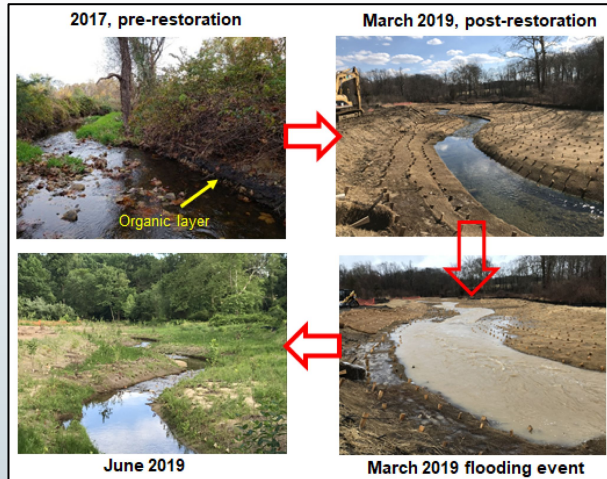 2017, pre-restoration
March 2019, post-restoration
Organic layer
June 2019
March 2019 flooding event